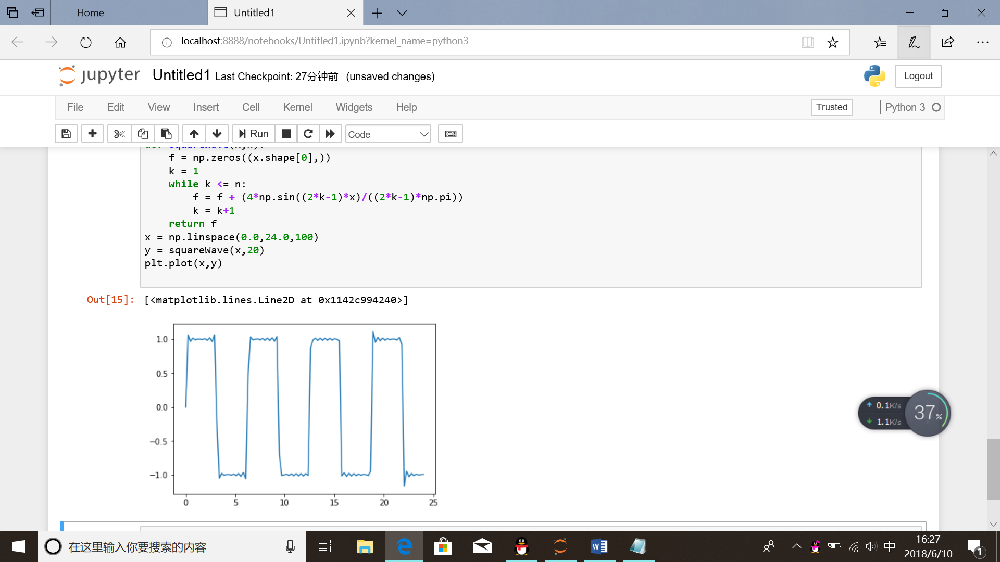 Home
Untitled1
localhost:8888/notebooks/Untitled1.ipynb?kernel_name=python3
jupyter Untitled1 Last Checkpoint: 27分钟前 (unsaved changes)
Logout
File Edit View Insert Cell Kernel Widgets Help
Trusted
Python 3
Run
Code
f = np.zeros((x.shape[0],))
k = 1
while k <= n:
f = f + (4*np.sin((2*k-1)*x)/((2*k-1)*np.pi))
k = k+1
return f
x = np.linspace(0.0,24.0,100)
y = squareWave(x,20)
plt.plot(x,y)
Out[15]: [<matplotlib.lines.Line2D at 0x1142c994240>]
1.0
0.5
0.0
−0.5
−1.0
0 5 10 15 20 25
0.1K/s
1.1K/s
37%
在这里输入你要搜索的内容
中
16:27
2018/6/10
1